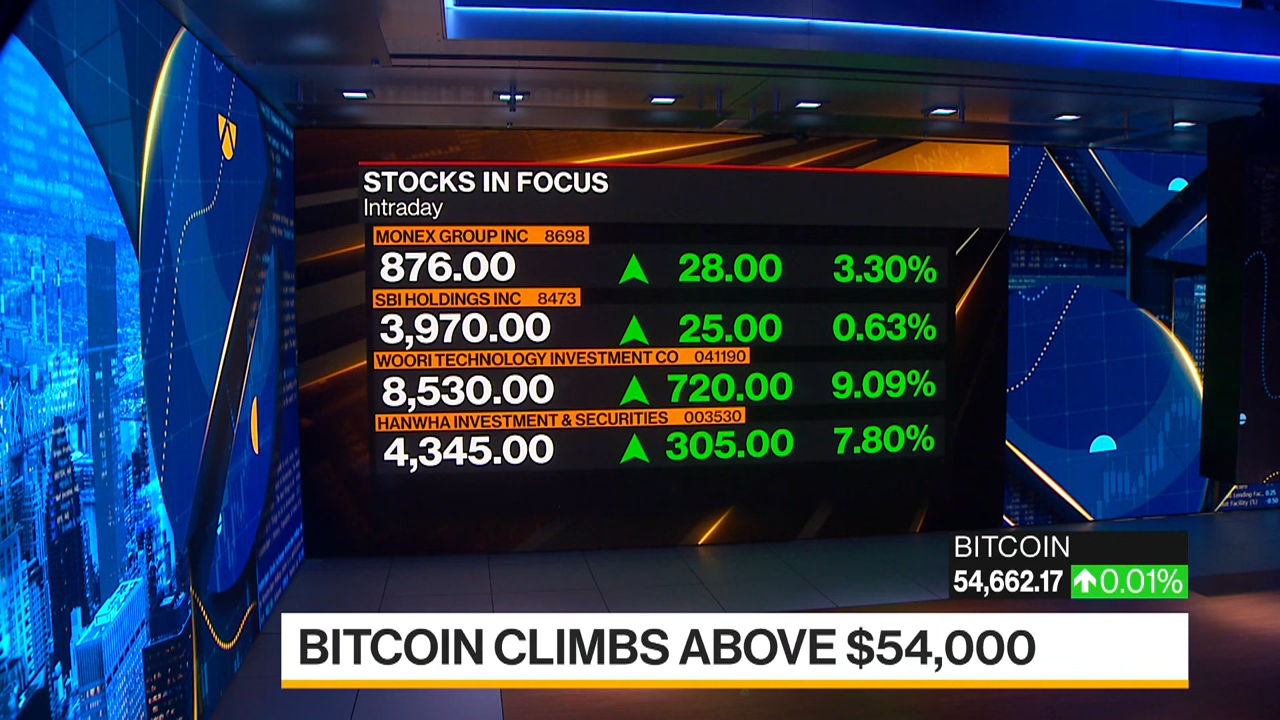 STOCKS IN FOCUS
Intraday
MONEX GROUP INC 8698
876.00 ▲ 28.00 3.30%
SBI HOLDINGS INC 8473
3,970.00 ▲ 25.00 0.63%
WOORI TECHNOLOGY INVESTMENT CO 041190
8,530.00 ▲ 720.00 9.09%
HANWHA INVESTMENT & SECURITIES 003530
4,345.00 ▲ 305.00 7.80%
BITCOIN
54,662.17 ↑0.01%
BITCOIN CLIMBS ABOVE $54,000